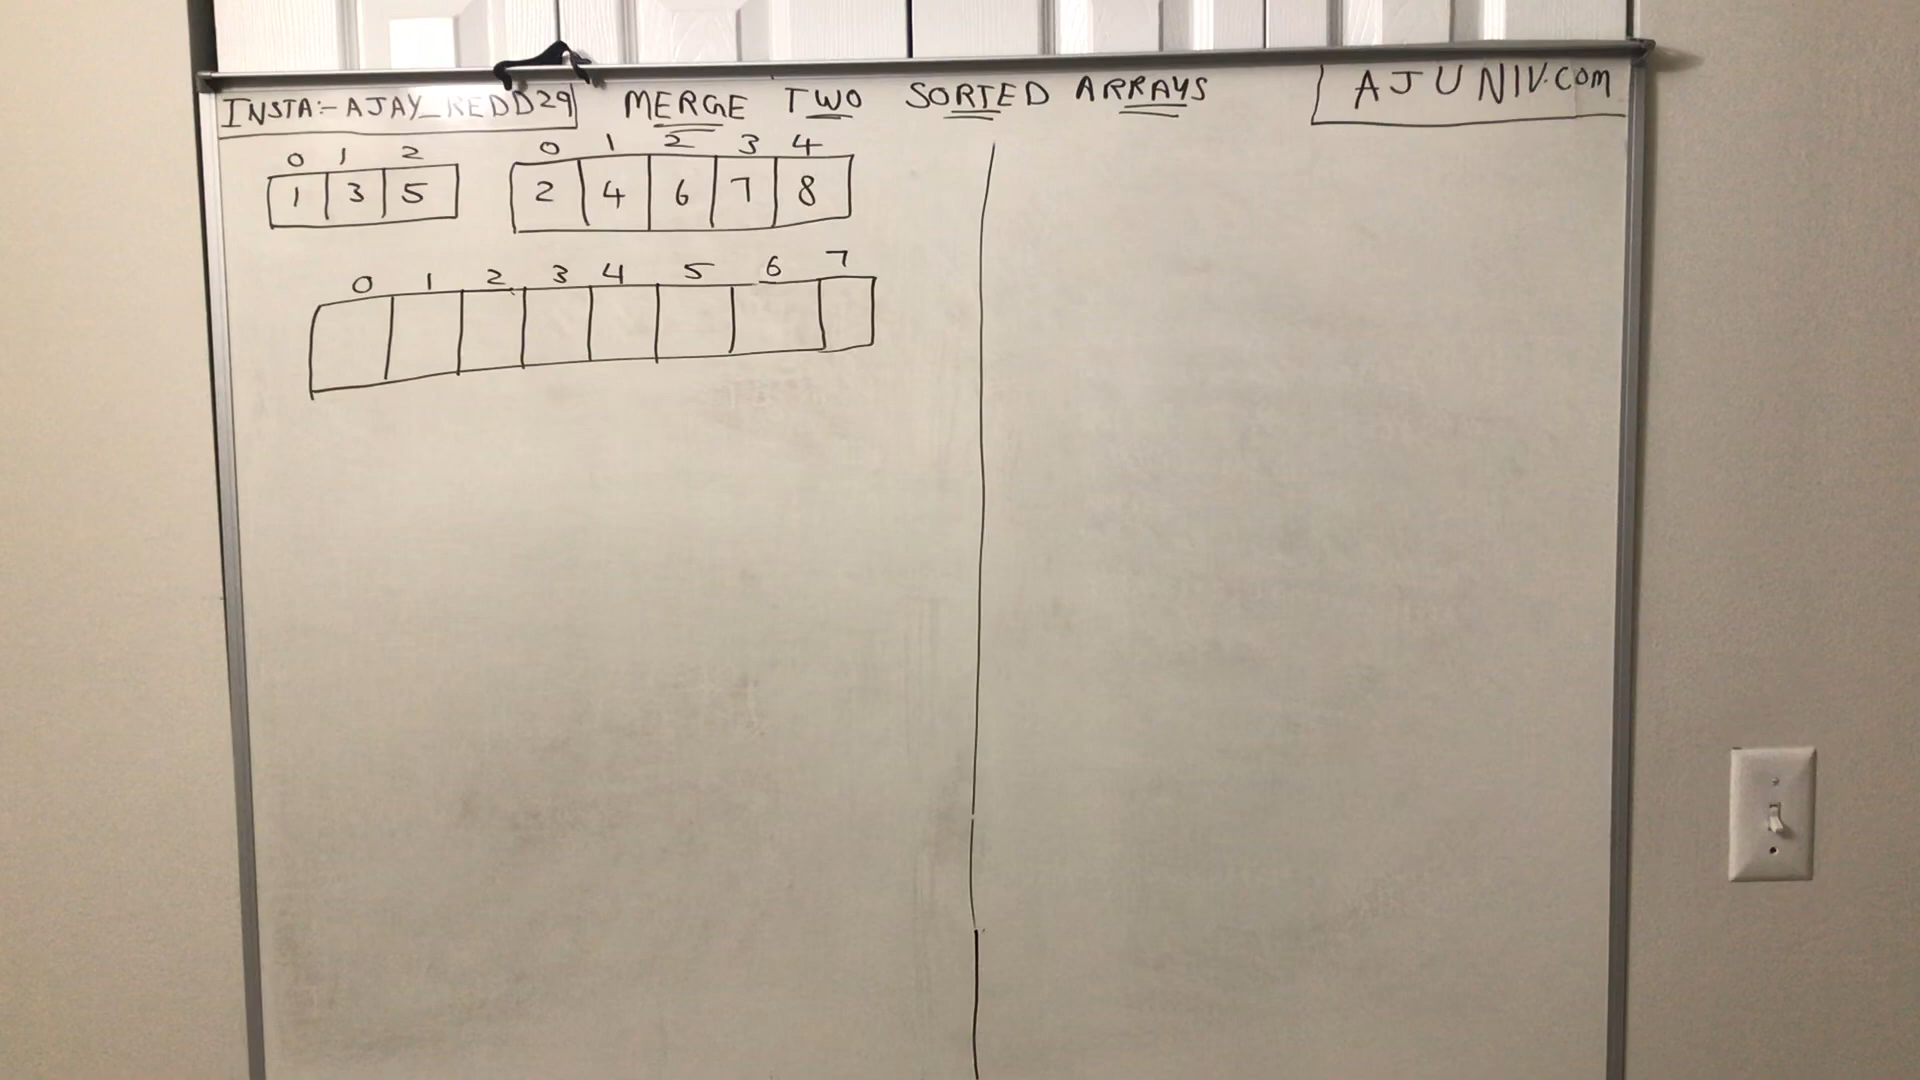 INSTA:- AJAY_REDD29 MERGE TWO SORTED ARRAYS AJUNIV.COM
0 1 2 0 1 2 3 4
1 3 5 2 4 6 7 8
0 1 2 3 4 5 6 7